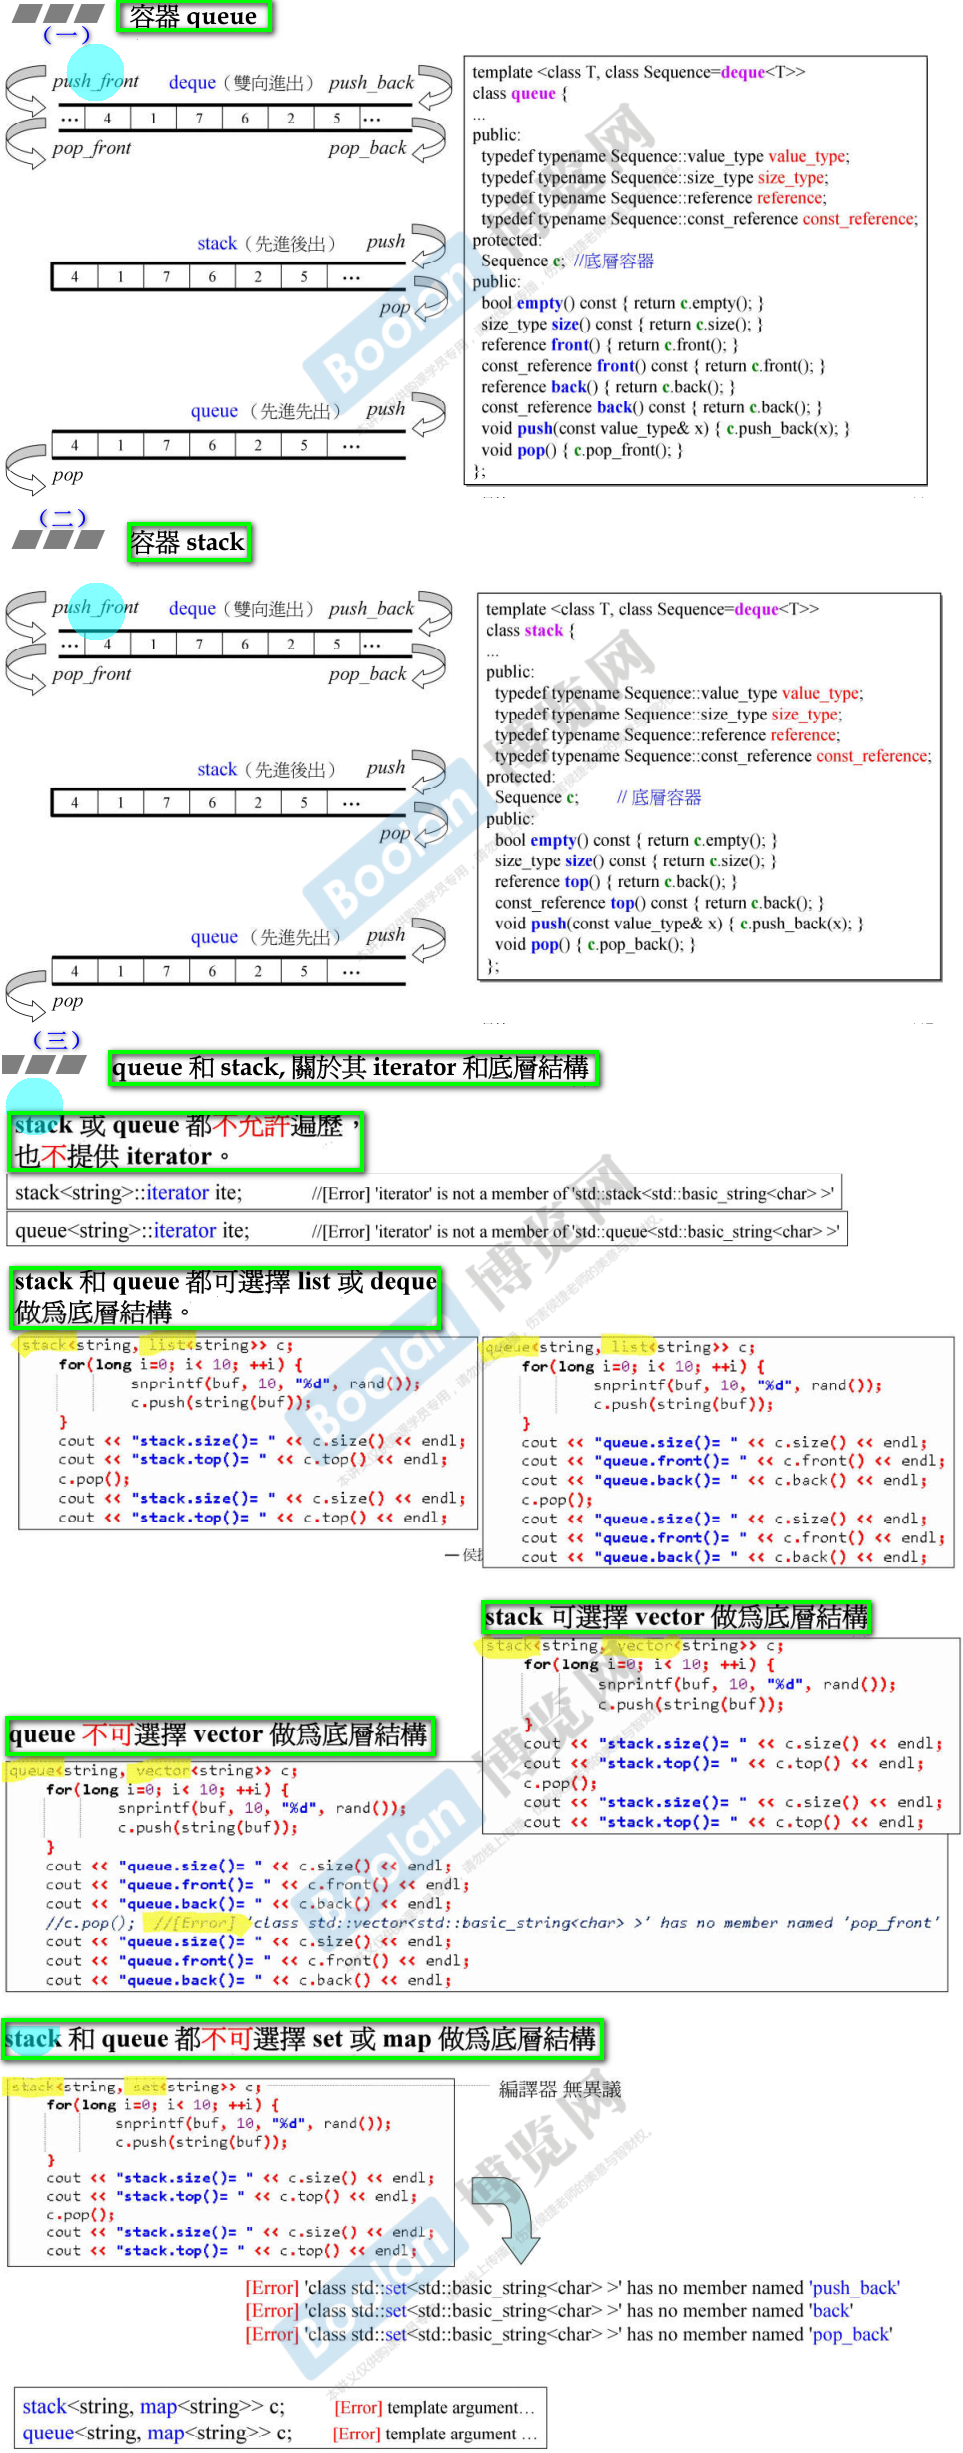 容器 queue
(一)
push_front deque (雙向進出) push_back
... 4 1 7 6 2 5 ...
pop_front pop_back
stack (先進後出) push
4 1 7 6 2 5 ...
pop
queue (先進先出) push
4 1 7 6 2 5 ...
pop
template <class T, class Sequence=deque<T>>
class queue {
...
public:
typedef typename Sequence::value_type value_type;
typedef typename Sequence::size_type size_type;
typedef typename Sequence::reference reference;
typedef typename Sequence::const_reference const_reference;
protected:
Sequence c; //底層容器
public:
bool empty() const { return c.empty(); }
size_type size() const { return c.size(); }
reference front() { return c.front(); }
const_reference front() const { return c.front(); }
reference back() { return c.back(); }
const_reference back() const { return c.back(); }
void push(const value_type& x) { c.push_back(x); }
void pop() { c.pop_front(); }
};
Boolan 博览网
(二)
容器 stack
push_front deque (雙向進出) push_back
... 4 1 7 6 2 5 ...
pop_front pop_back
stack (先進後出) push
4 1 7 6 2 5 ...
pop
queue (先進先出) push
4 1 7 6 2 5 ...
pop
template <class T, class Sequence=deque<T>>
class stack {
...
public:
typedef typename Sequence::value_type value_type;
typedef typename Sequence::size_type size_type;
typedef typename Sequence::reference reference;
typedef typename Sequence::const_reference const_reference;
protected:
Sequence c; // 底層容器
public:
bool empty() const { return c.empty(); }
size_type size() const { return c.size(); }
reference top() { return c.back(); }
const_reference top() const { return c.back(); }
void push(const value_type& x) { c.push_back(x); }
void pop() { c.pop_back(); }
};
Boolan 博览网
(三)
queue 和 stack, 關於其 iterator 和底層結構
stack 或 queue 都不允許遍歷，
也不提供 iterator。
stack<string>::iterator ite; //[Error] 'iterator' is not a member of 'std::stack<std::basic_string<char> >'
queue<string>::iterator ite; //[Error] 'iterator' is not a member of 'std::queue<std::basic_string<char> >'
stack 和 queue 都可選擇 list 或 deque
做爲底層結構。
stack<string, list<string>> c;
for(long i=0; i< 10; ++i) {
snprintf(buf, 10, "%d", rand());
c.push(string(buf));
}
cout << "stack.size()= " << c.size() << endl;
cout << "stack.top()= " << c.top() << endl;
c.pop();
cout << "stack.size()= " << c.size() << endl;
cout << "stack.top()= " << c.top() << endl;
queue<string, list<string>> c;
for(long i=0; i< 10; ++i) {
snprintf(buf, 10, "%d", rand());
c.push(string(buf));
}
cout << "queue.size()= " << c.size() << endl;
cout << "queue.front()= " << c.front() << endl;
cout << "queue.back()= " << c.back() << endl;
c.pop();
cout << "queue.size()= " << c.size() << endl;
cout << "queue.front()= " << c.front() << endl;
cout << "queue.back()= " << c.back() << endl;
Boolan 博览网
— 侯
stack 可選擇 vector 做爲底層結構
stack<string, vector<string>> c;
for(long i=0; i< 10; ++i) {
snprintf(buf, 10, "%d", rand());
c.push(string(buf));
}
cout << "stack.size()= " << c.size() << endl;
cout << "stack.top()= " << c.top() << endl;
c.pop();
cout << "stack.size()= " << c.size() << endl;
cout << "stack.top()= " << c.top() << endl;
queue 不可選擇 vector 做爲底層結構
queue<string, vector<string>> c;
for(long i=0; i< 10; ++i) {
snprintf(buf, 10, "%d", rand());
c.push(string(buf));
}
cout << "queue.size()= " << c.size() << endl;
cout << "queue.front()= " << c.front() << endl;
cout << "queue.back()= " << c.back() << endl;
//c.pop(); //[Error] 'class std::vector<std::basic_string<char> >' has no member named 'pop_front'
cout << "queue.size()= " << c.size() << endl;
cout << "queue.front()= " << c.front() << endl;
cout << "queue.back()= " << c.back() << endl;
Boolan 博览网
stack 和 queue 都不可選擇 set 或 map 做爲底層結構
stack<string, set<string>> c; 編譯器 無異議
for(long i=0; i< 10; ++i) {
snprintf(buf, 10, "%d", rand());
c.push(string(buf));
}
cout << "stack.size()= " << c.size() << endl;
cout << "stack.top()= " << c.top() << endl;
c.pop();
cout << "stack.size()= " << c.size() << endl;
cout << "stack.top()= " << c.top() << endl;
[Error] 'class std::set<std::basic_string<char> >' has no member named 'push_back'
[Error] 'class std::set<std::basic_string<char> >' has no member named 'back'
[Error] 'class std::set<std::basic_string<char> >' has no member named 'pop_back'
Boolan 博览网
stack<string, map<string>> c; [Error] template argument…
queue<string, map<string>> c; [Error] template argument …